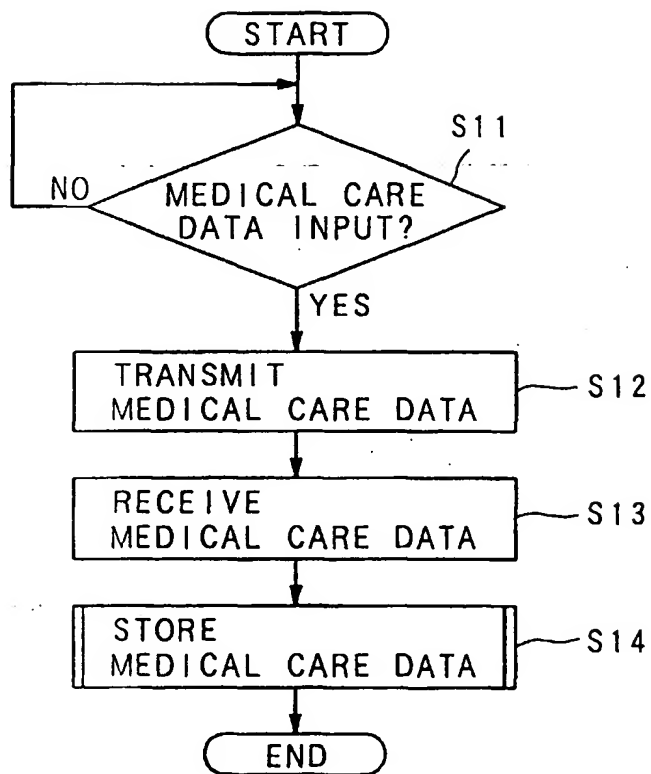 START
S11
NO
MEDICAL CARE
DATA INPUT?
YES
TRANSMIT
MEDICAL CARE DATA
S12
RECEIVE
MEDICAL CARE DATA
S13
STORE
MEDICAL CARE DATA
S14
END